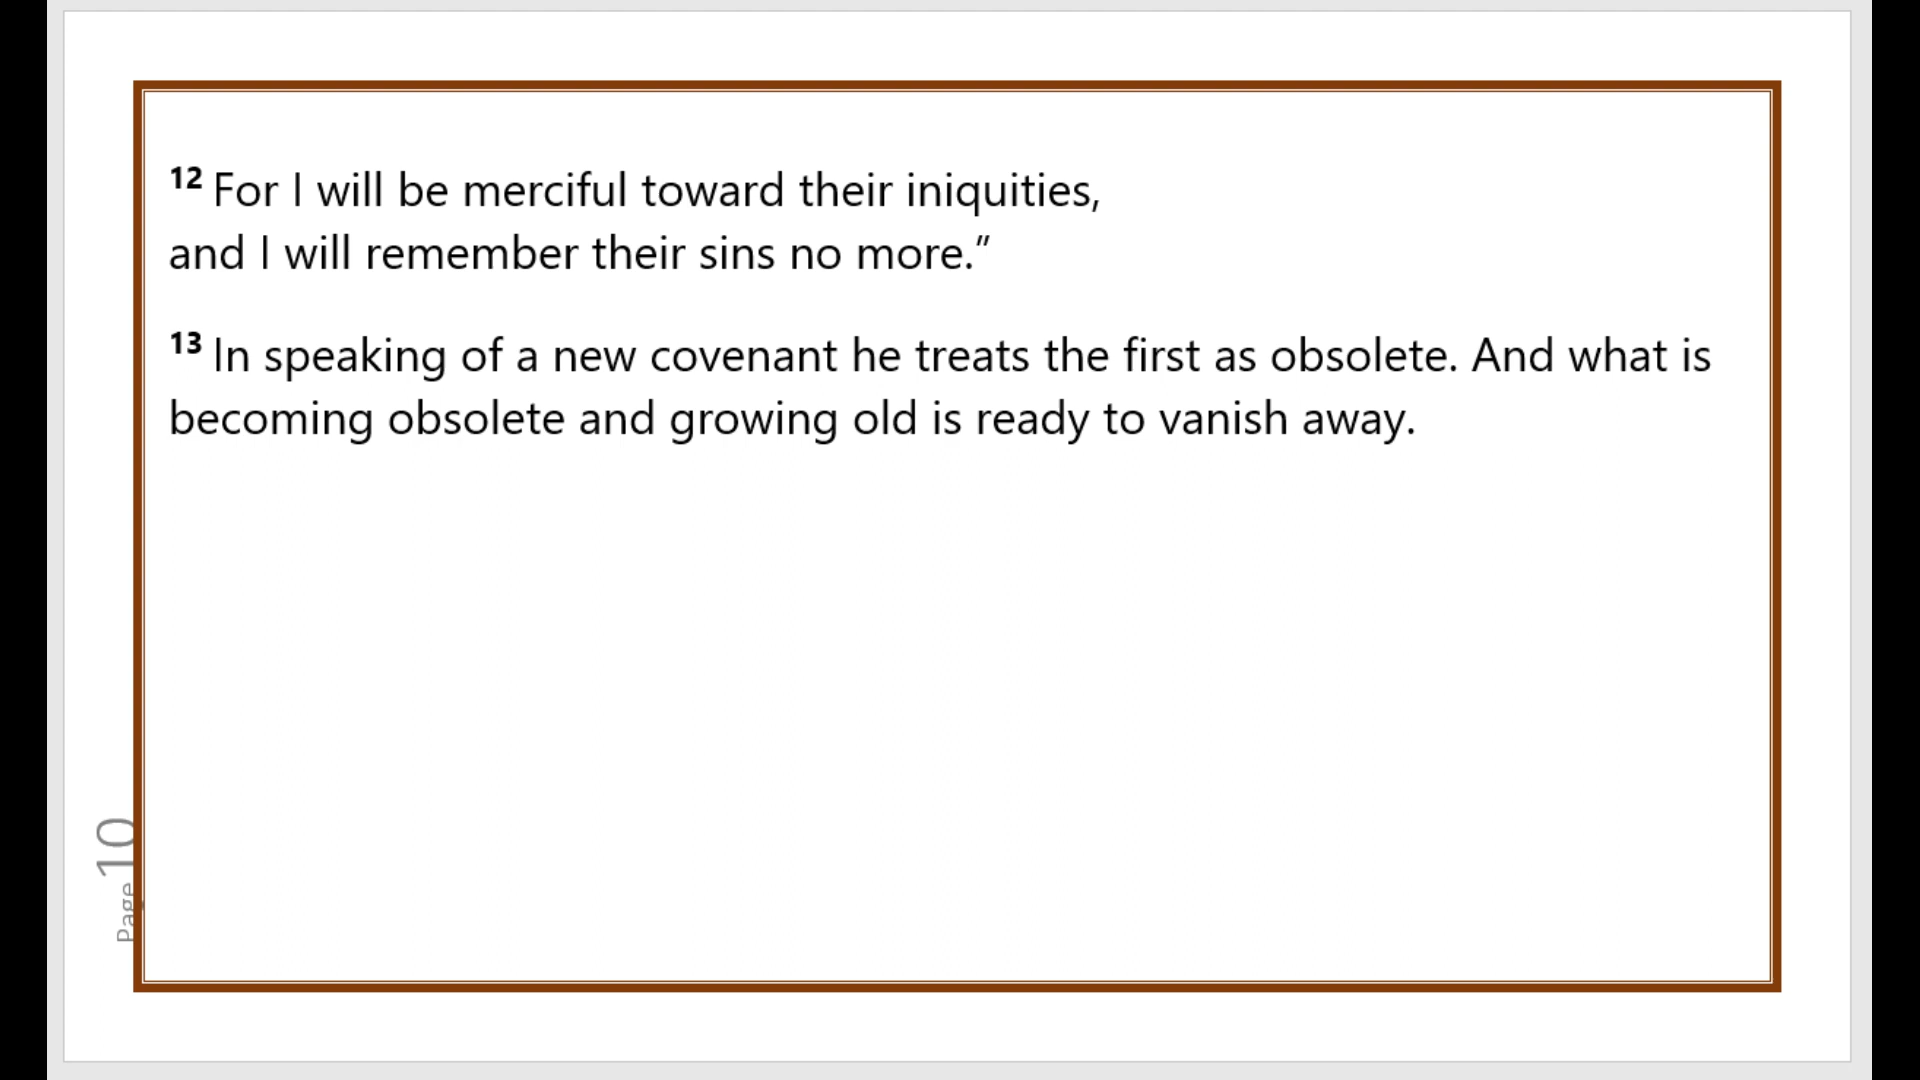 12 For I will be merciful toward their iniquities,
and I will remember their sins no more.”
13 In speaking of a new covenant he treats the first as obsolete. And what is
becoming obsolete and growing old is ready to vanish away.
Page 10